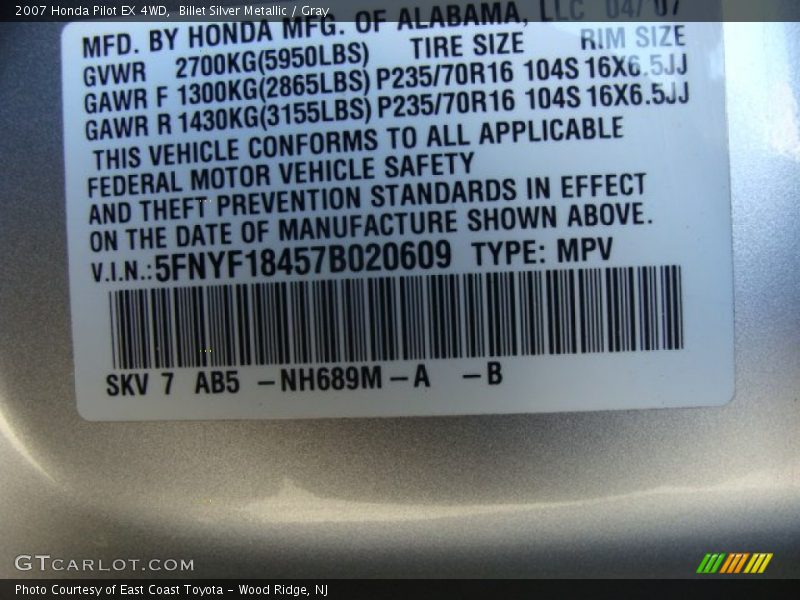 2007 Honda Pilot EX 4WD, Billet Silver Metallic / Gray
MFD. BY HONDA MFG. OF ALABAMA, LLC 04/07
GVWR 2700KG(5950LBS) TIRE SIZE RIM SIZE
GAWR F 1300KG(2865LBS) P235/70R16 104S 16X6.5JJ
GAWR R 1430KG(3155LBS) P235/70R16 104S 16X6.5JJ
THIS VEHICLE CONFORMS TO ALL APPLICABLE
FEDERAL MOTOR VEHICLE SAFETY
AND THEFT PREVENTION STANDARDS IN EFFECT
ON THE DATE OF MANUFACTURE SHOWN ABOVE.
V.I.N.:5FNYF18457B020609 TYPE: MPV
SKV 7 AB5 -NH689M-A -B
GTCARLOT.COM
Photo Courtesy of East Coast Toyota - Wood Ridge, NJ